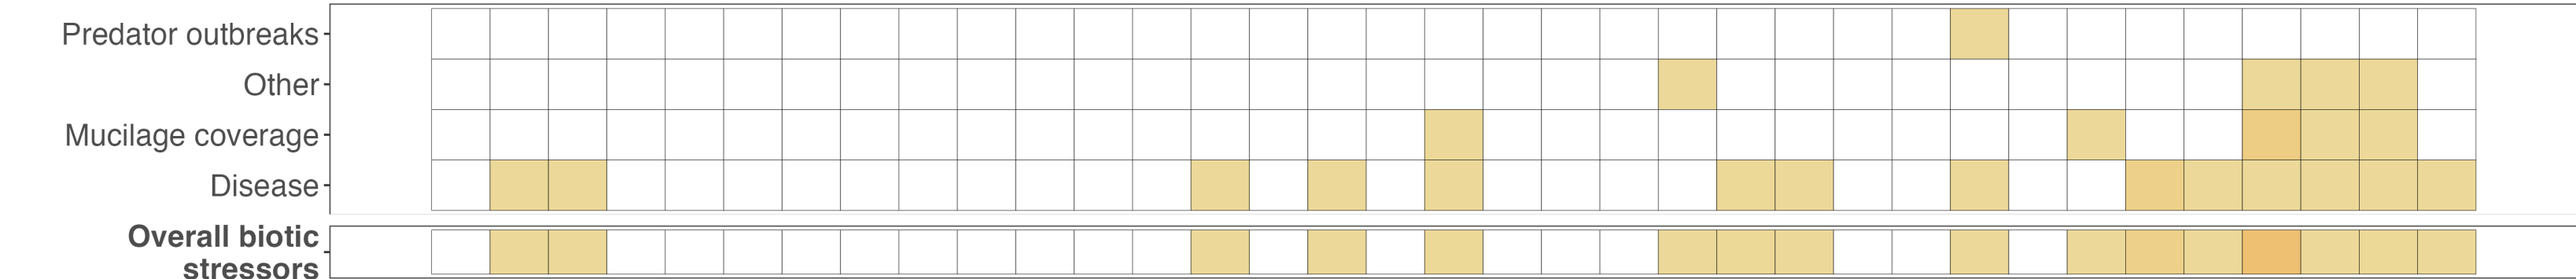 Predator outbreaks
Other
Mucilage coverage
Disease
Overall biotic
stressors